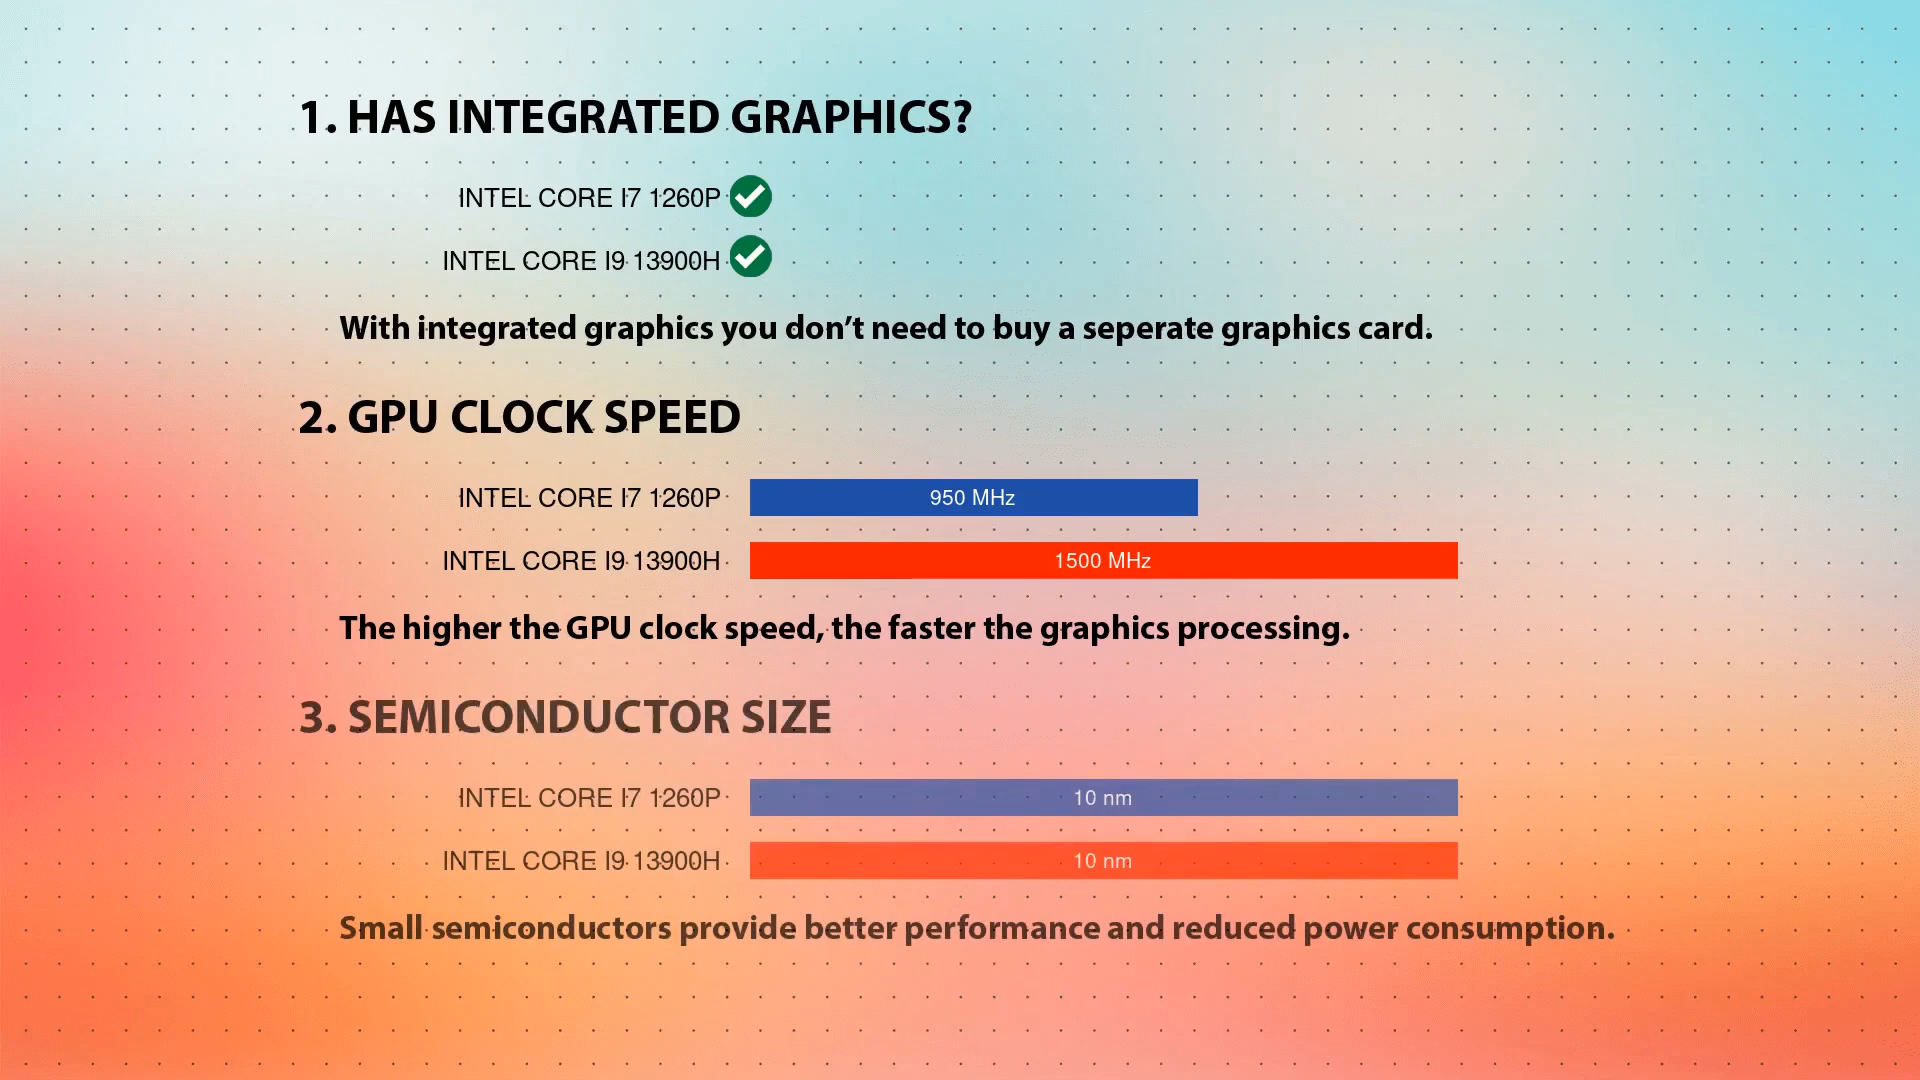 1. HAS INTEGRATED GRAPHICS?
INTEL CORE I7 1260P
INTEL CORE I9 13900H
With integrated graphics you don’t need to buy a seperate graphics card.
2. GPU CLOCK SPEED
INTEL CORE I7 1260P 950 MHz
INTEL CORE I9 13900H 1500 MHz
The higher the GPU clock speed, the faster the graphics processing.
3. SEMICONDUCTOR SIZE
INTEL CORE I7 1260P 10 nm
INTEL CORE I9 13900H 10 nm
Small semiconductors provide better performance and reduced power consumption.